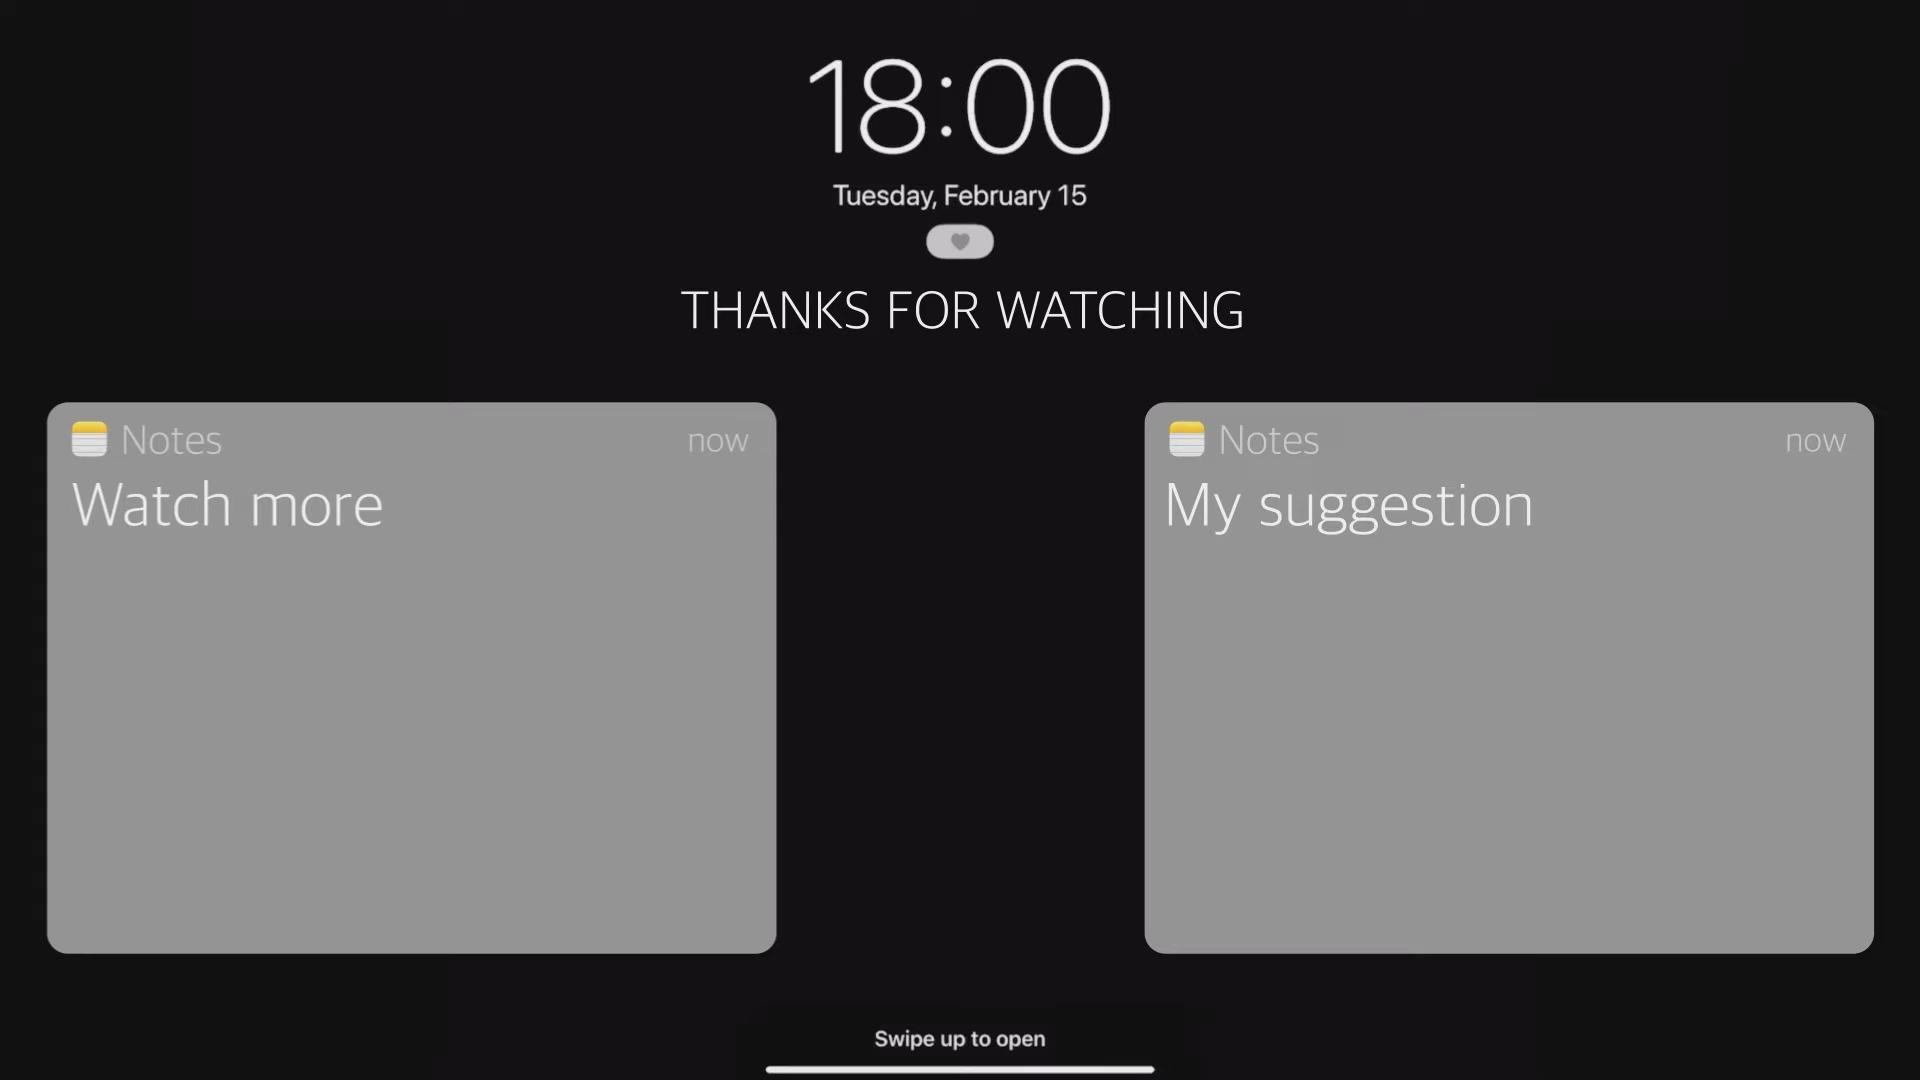 18:00
Tuesday, February 15
THANKS FOR WATCHING
Notes now
Watch more
Notes now
My suggestion
Swipe up to open